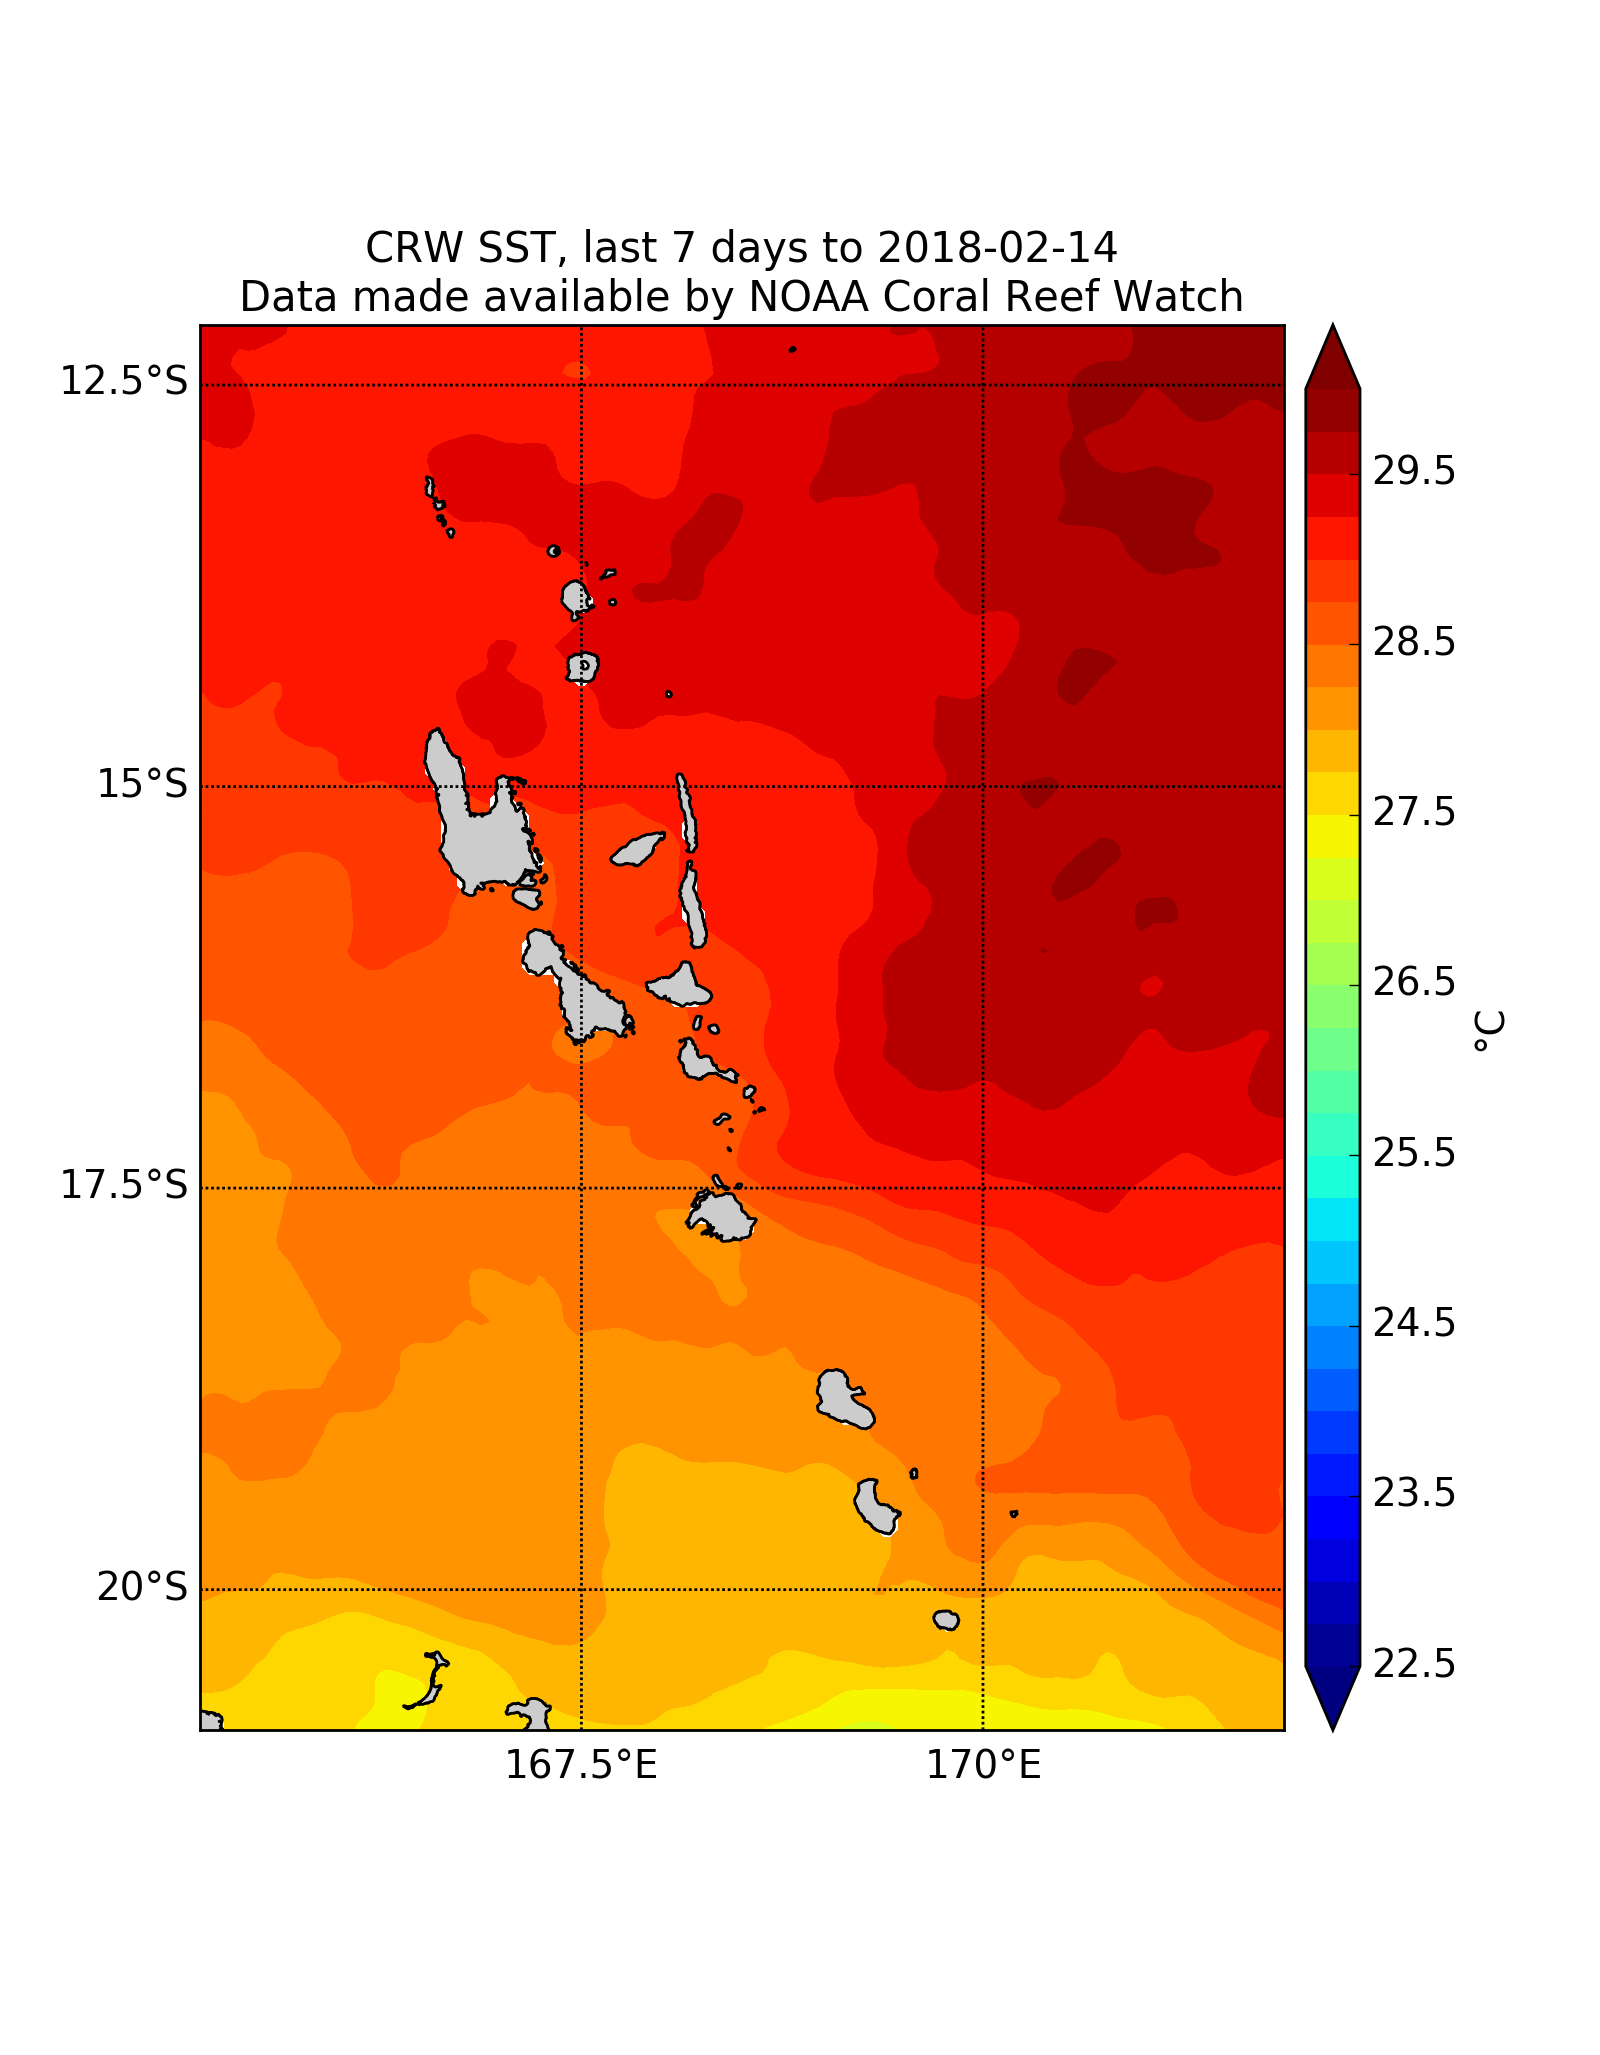 CRW SST, last 7 days to 2018-02-14
Data made available by NOAA Coral Reef Watch
12.5°S
15°S
17.5°S
20°S
167.5°E
170°E
29.5
28.5
27.5
26.5
25.5
24.5
23.5
22.5
°C